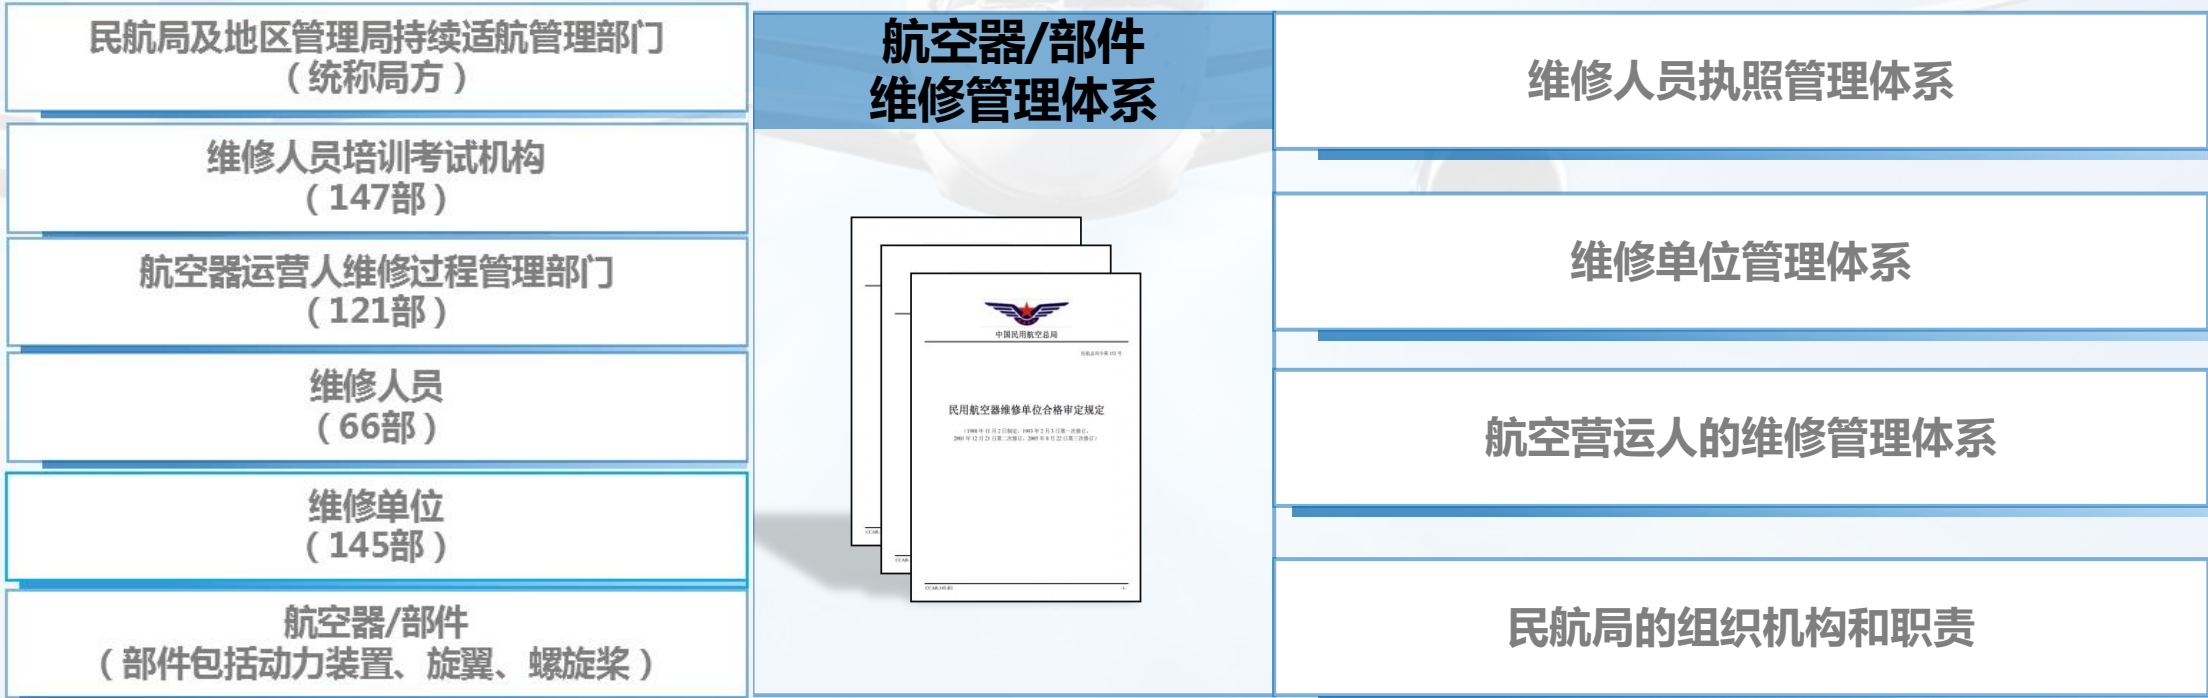 民航局及地区管理局持续适航管理部门
（统称局方）
维修人员培训考试机构
（147部）
航空器运营人维修过程管理部门
（121部）
维修人员
（66部）
维修单位
（145部）
航空器/部件
（部件包括动力装置、旋翼、螺旋桨）
航空器/部件
维修管理体系
中国民用航空总局
民用航空器维修单位合格审定规定
维修人员执照管理体系
维修单位管理体系
航空营运人的维修管理体系
民航局的组织机构和职责